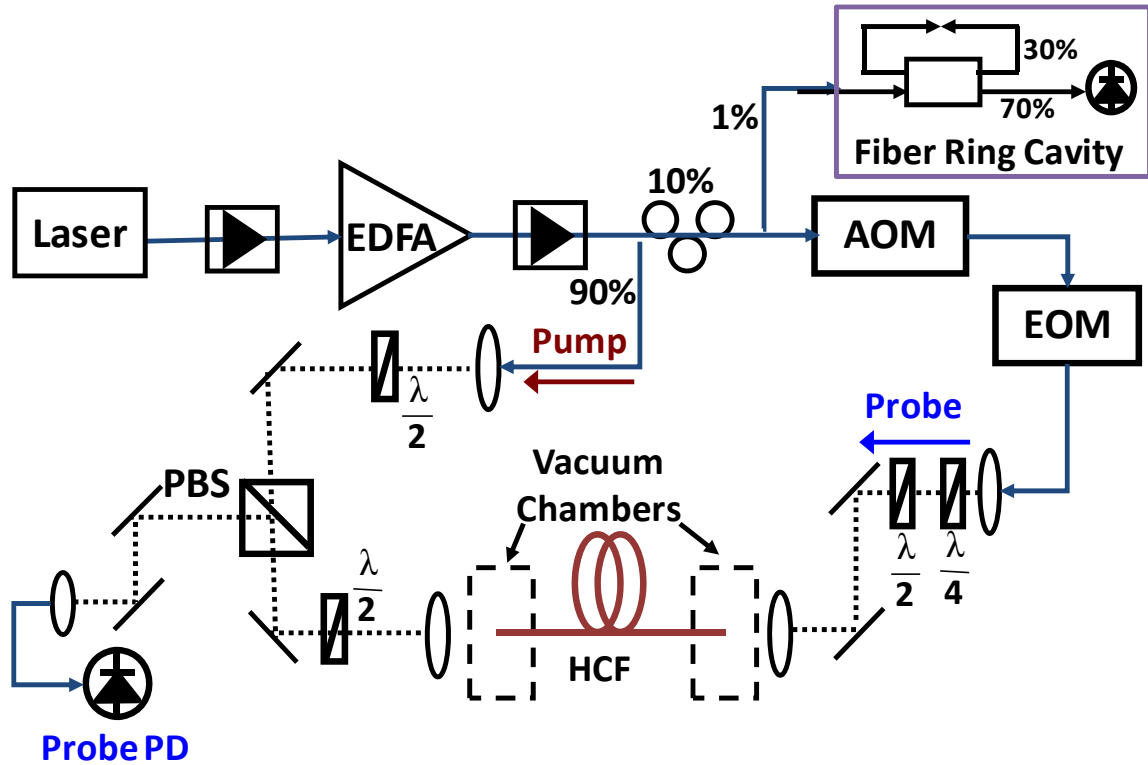 30%
70%
Fiber Ring Cavity
1%
10%
Laser
EDFA
AOM
90%
EOM
Pump
λ
2
Probe
PBS
Vacuum
Chambers
λ
2
λ
2
λ
4
HCF
Probe PD